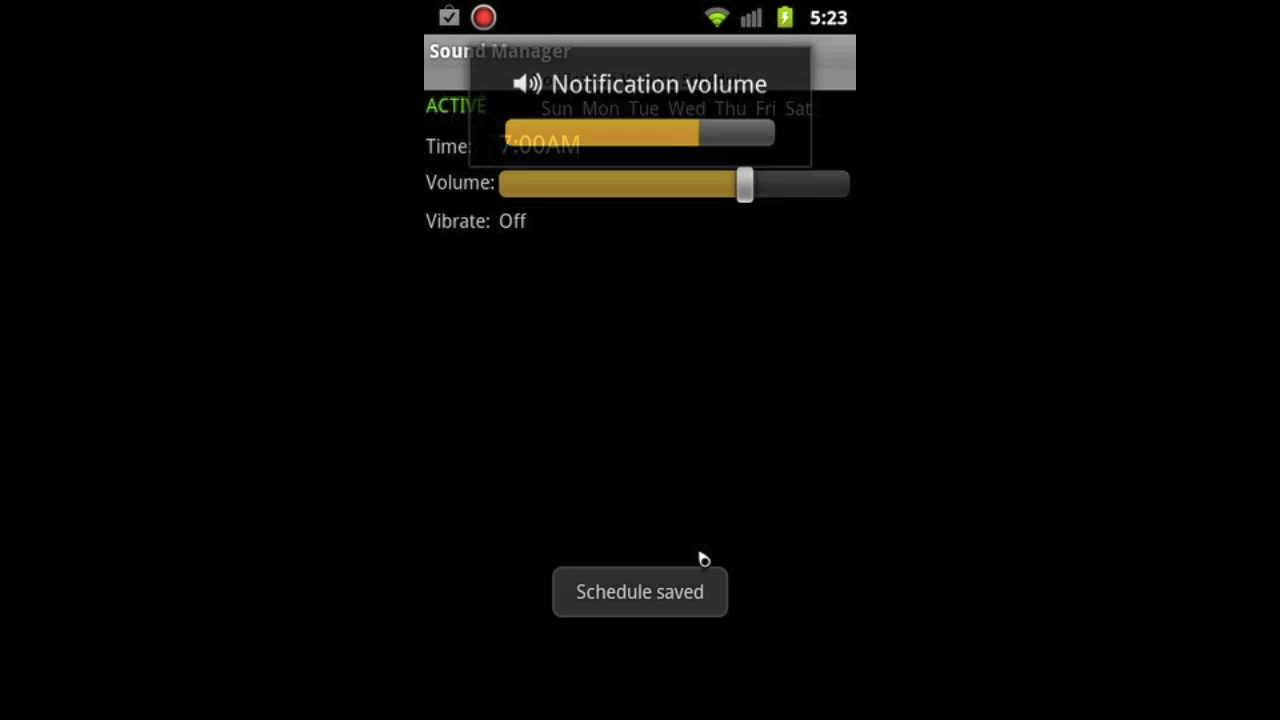 5:23
Sound Manager
Notification volume
ACTIVE
Sun Mon Tue Wed Thu Fri Sat
Time: 7:00AM
Volume:
Vibrate: Off
Schedule saved